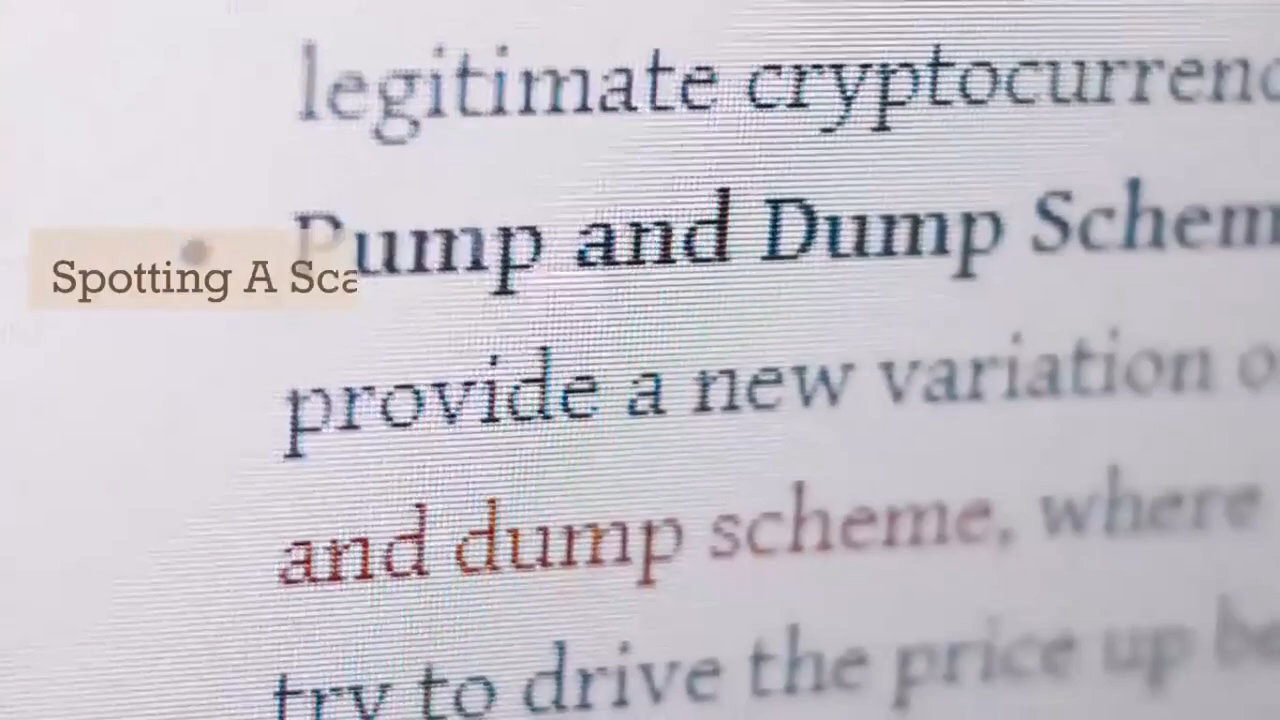 legitimate cryptocurrenc
Pump and Dump Schem
Spotting A Sca
provide a new variation o
and dump scheme, where
try to drive the price up be